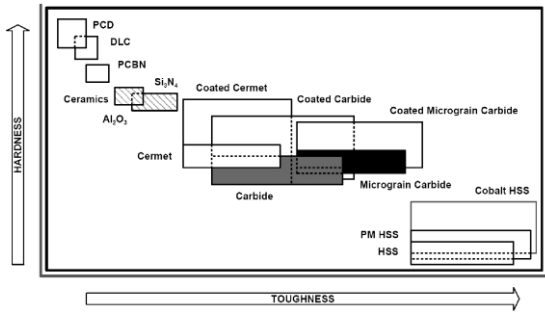 PCD
DLC
PCBN
Si₃N₄
Ceramics
Al₂O₃
Coated Cermet
Coated Carbide
Coated Micrograin Carbide
Cermet
Carbide
Micrograin Carbide
Cobalt HSS
PM HSS
HSS
HARDNESS
TOUGHNESS